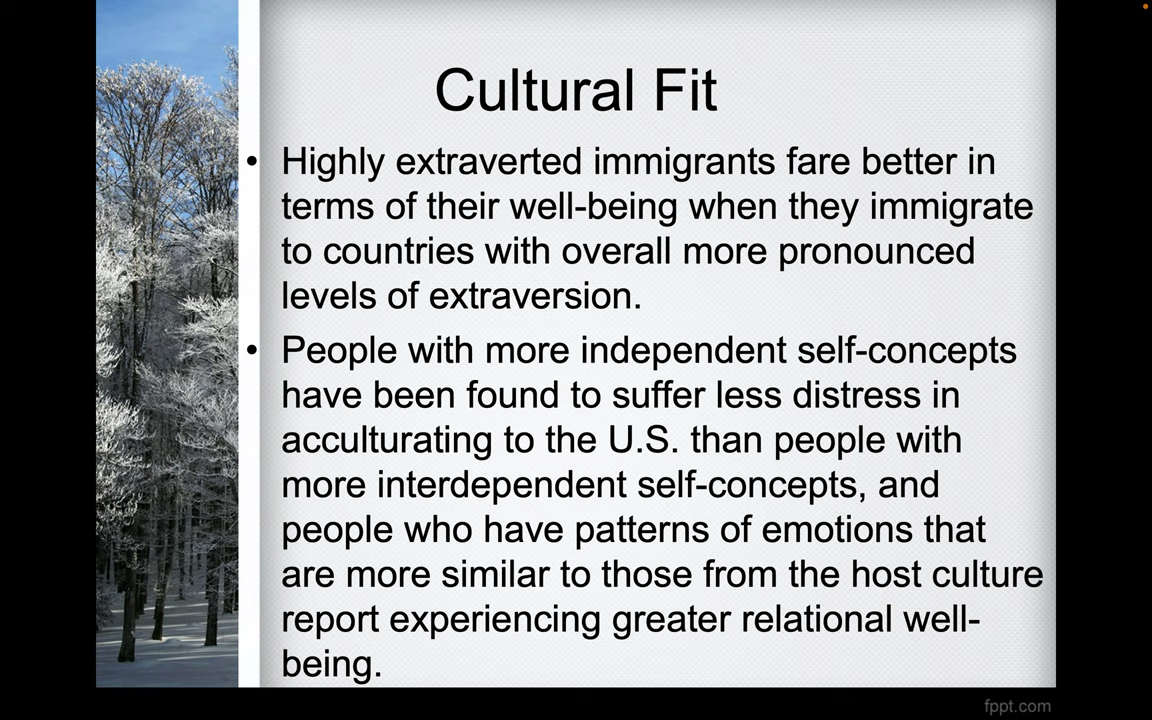 Cultural Fit
• Highly extraverted immigrants fare better in
terms of their well-being when they immigrate
to countries with overall more pronounced
levels of extraversion.
• People with more independent self-concepts
have been found to suffer less distress in
acculturating to the U.S. than people with
more interdependent self-concepts, and
people who have patterns of emotions that
are more similar to those from the host culture
report experiencing greater relational well-
being.
fppt.com